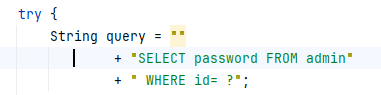 try {
String query = ""
+ "SELECT password FROM admin"
+ " WHERE id= ?";